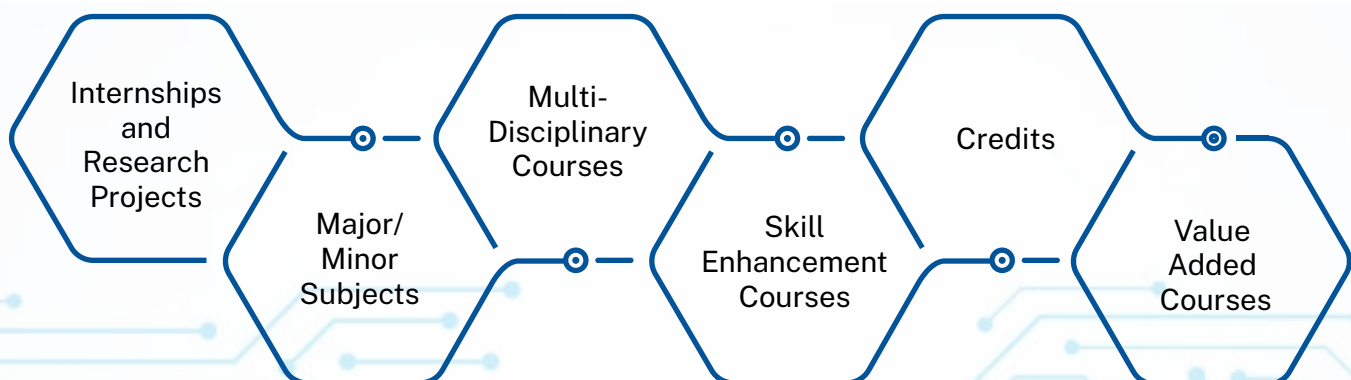 Internships
and
Research
Projects
Major/
Minor
Subjects
Multi-
Disciplinary
Courses
Skill
Enhancement
Courses
Credits
Value
Added
Courses